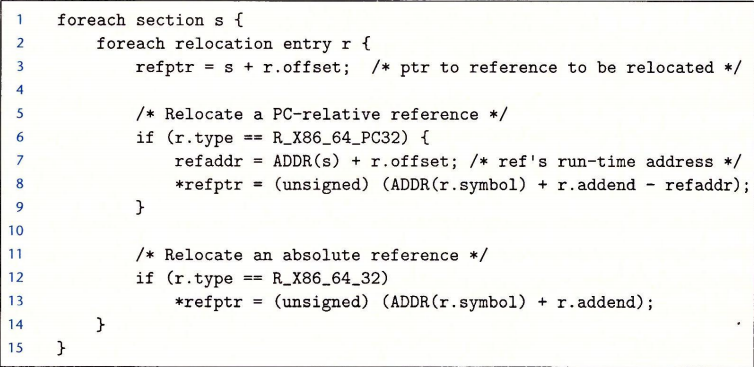 1 foreach section s {
2 foreach relocation entry r {
3 refptr = s + r.offset; /* ptr to reference to be relocated */
4
5 /* Relocate a PC-relative reference */
6 if (r.type == R_X86_64_PC32) {
7 refaddr = ADDR(s) + r.offset; /* ref's run-time address */
8 *refptr = (unsigned) (ADDR(r.symbol) + r.addend - refaddr);
9 }
10
11 /* Relocate an absolute reference */
12 if (r.type == R_X86_64_32)
13 *refptr = (unsigned) (ADDR(r.symbol) + r.addend);
14 }
15 }